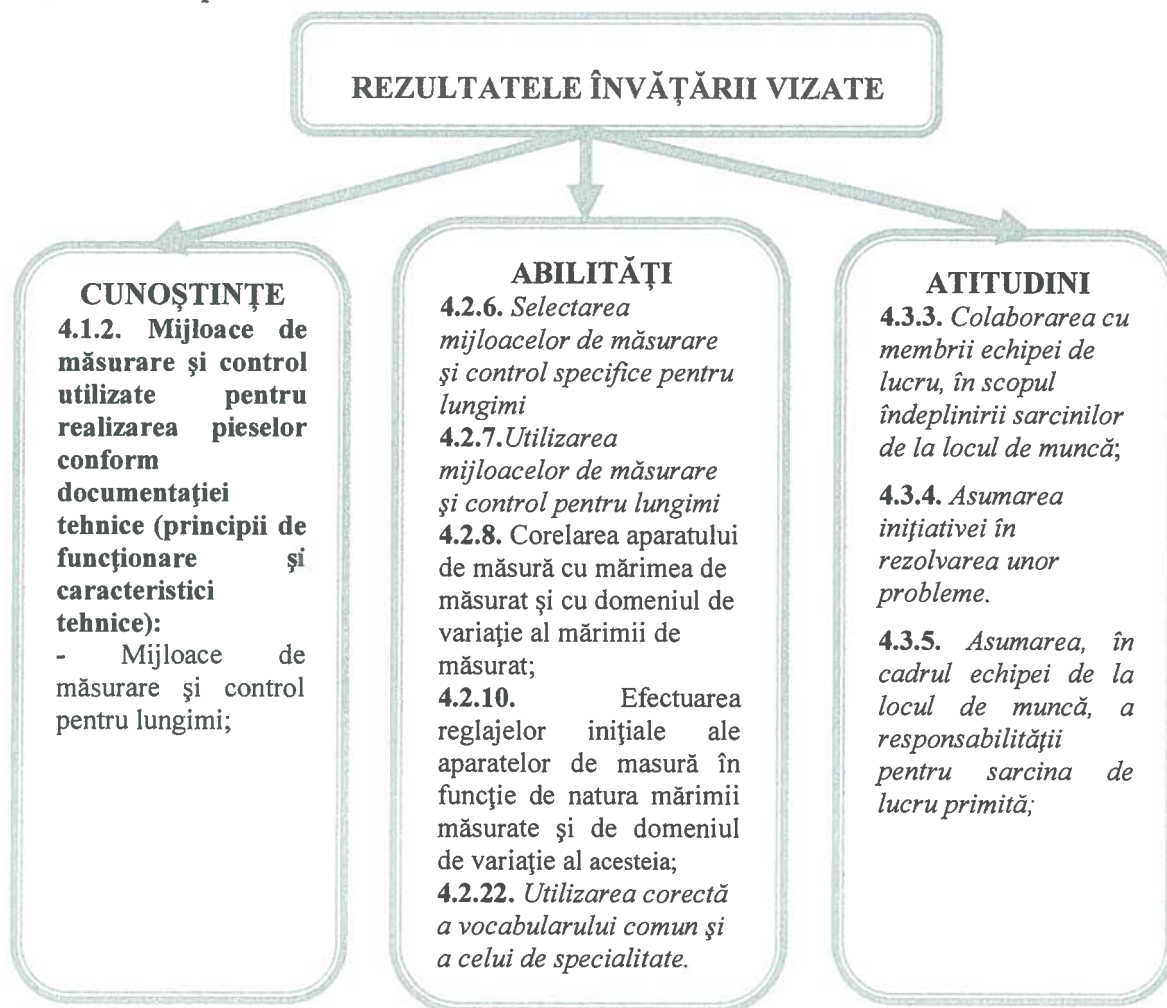 REZULTATELE ÎNVĂȚĂRII VIZATE
CUNOȘTINȚE
4.1.2. Mijloace de
măsurare și control
utilizate pentru
realizarea pieselor
conform
documentației
tehnice (principii de
funcționare și
caracteristici
tehnice):
- Mijloace de
măsurare și control
pentru lungimi;
ABILITĂȚI
4.2.6. Selectarea
mijloacelor de măsurare
și control specifice pentru
lungimi
4.2.7.Utilizarea
mijloacelor de măsurare
și control pentru lungimi
4.2.8. Corelarea aparatului
de măsură cu mărimea de
măsurat și cu domeniul de
variație al mărimii de
măsurat;
4.2.10. Efectuarea
reglajelor inițiale ale
aparatelor de masură în
funcție de natura mărimii
măsurate și de domeniul
de variație al acesteia;
4.2.22. Utilizarea corectă
a vocabularului comun și
a celui de specialitate.
ATITUDINI
4.3.3. Colaborarea cu
membrii echipei de
lucru, în scopul
îndeplinirii sarcinilor
de la locul de muncă;
4.3.4. Asumarea
inițiativei în
rezolvarea unor
probleme.
4.3.5. Asumarea, în
cadrul echipei de la
locul de muncă, a
responsabilității
pentru sarcina de
lucru primită;